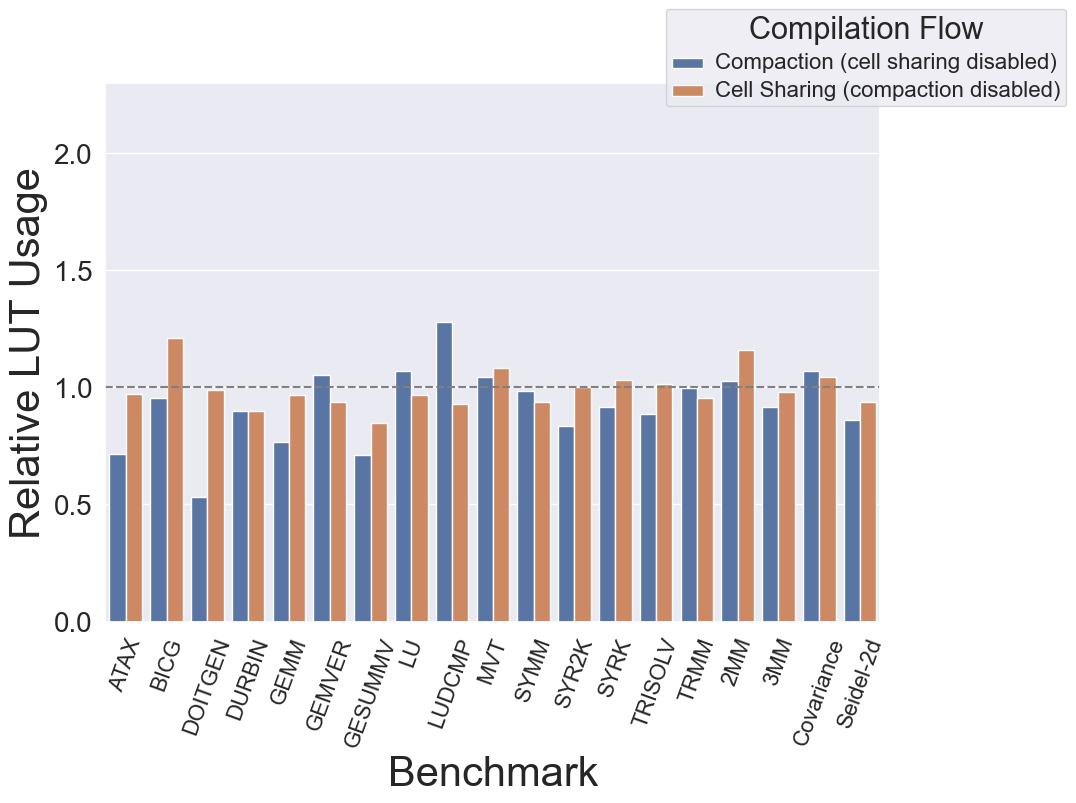 Compilation Flow
Compaction (cell sharing disabled)
Cell Sharing (compaction disabled)
Relative LUT Usage
2.0
1.5
1.0
0.5
0.0
ATAX
BICG
DOITGEN
DURBIN
GEMM
GEMVER
GESUMMV
LU
LUDCMP
MVT
SYMM
SYR2K
SYRK
TRISOLV
TRMM
2MM
3MM
Covariance
Seidel-2d
Benchmark